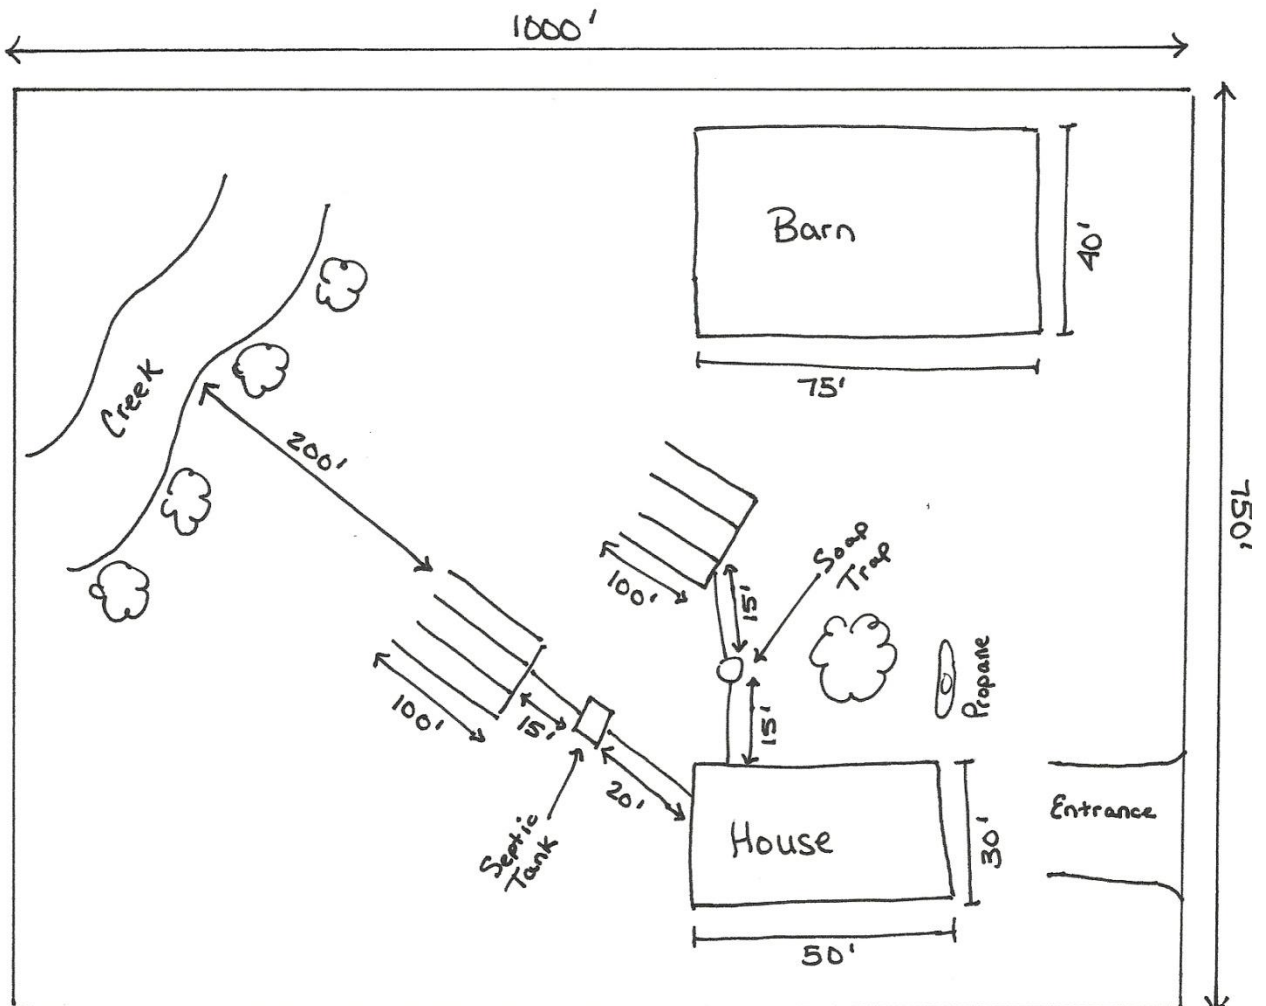 1000'
Barn
40'
75'
Creek
200'
750'
100'
15'
Soap
Trap
Propane
100'
15'
15'
20'
Septic
Tank
House
30'
Entrance
50'